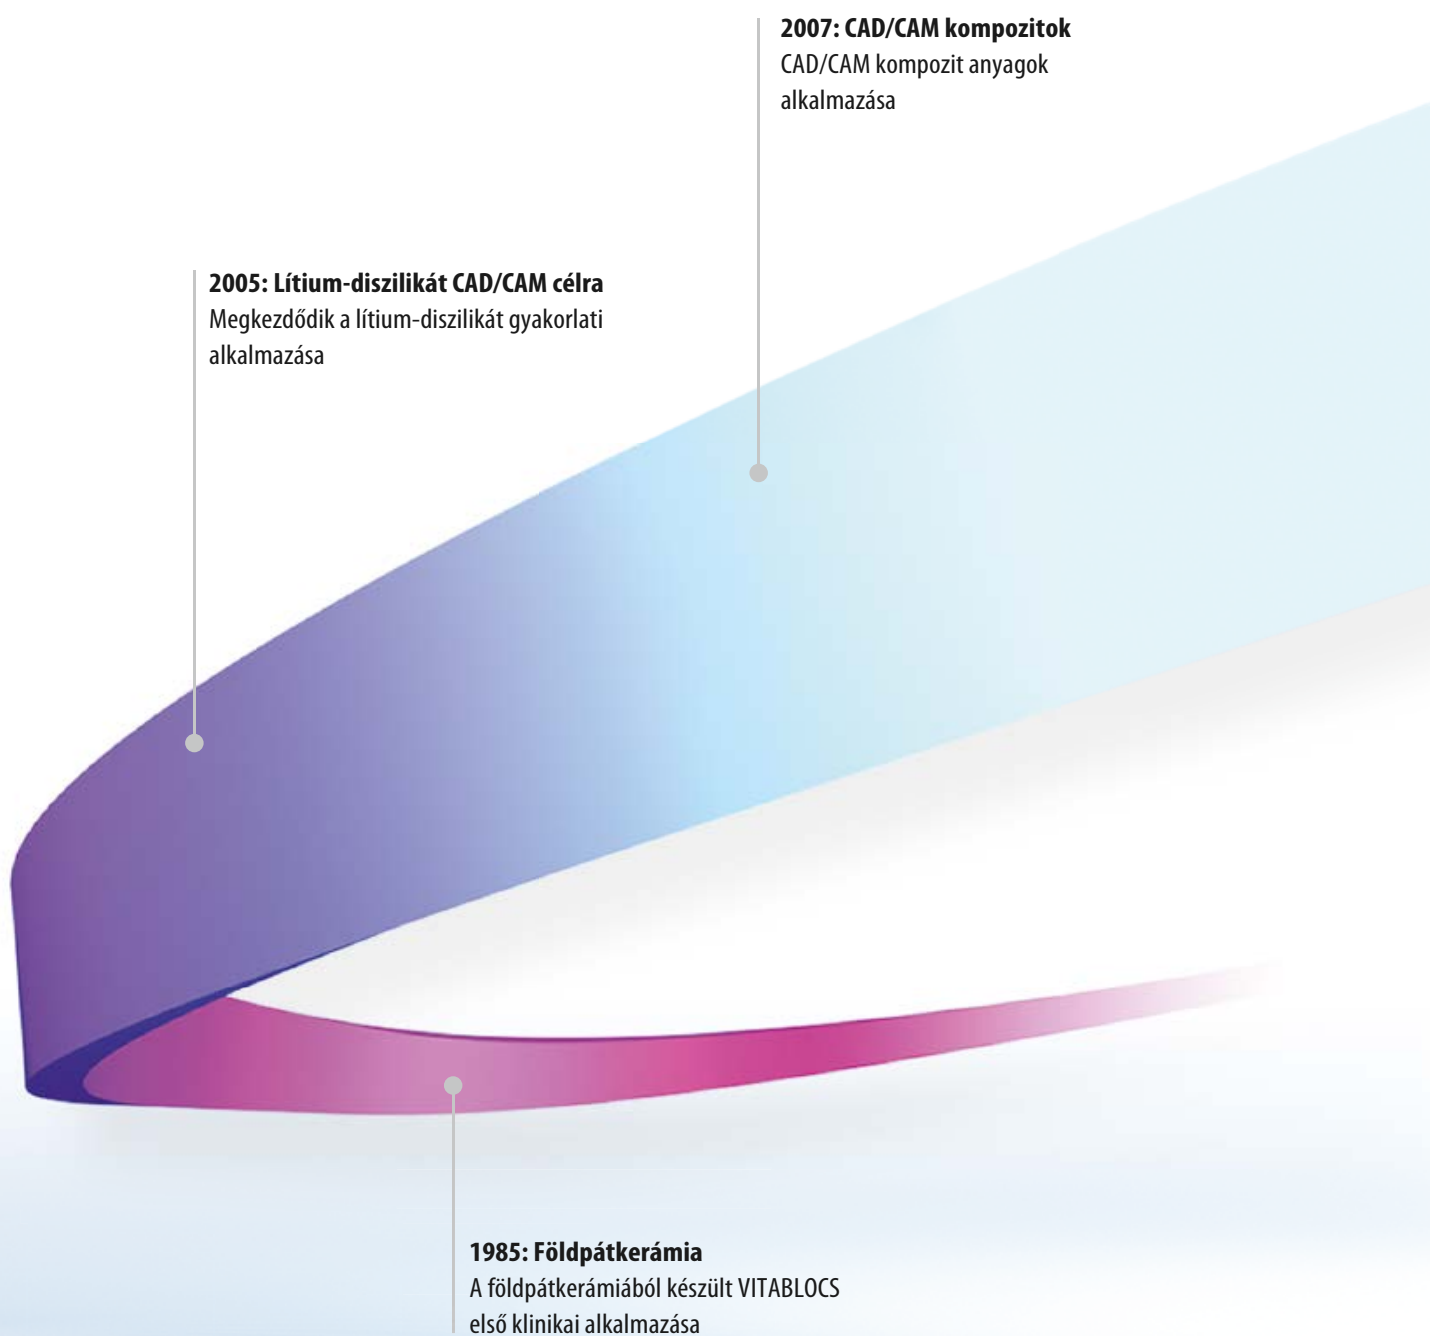 2007: CAD/CAM kompozitok
CAD/CAM kompozit anyagok
alkalmazása
2005: Lítium-diszilikát CAD/CAM célra
Megkezdődik a lítium-diszilikát gyakorlati
alkalmazása
1985: Földpátkerámia
A földpátkerámiából készült VITABLOCS
első klinikai alkalmazása